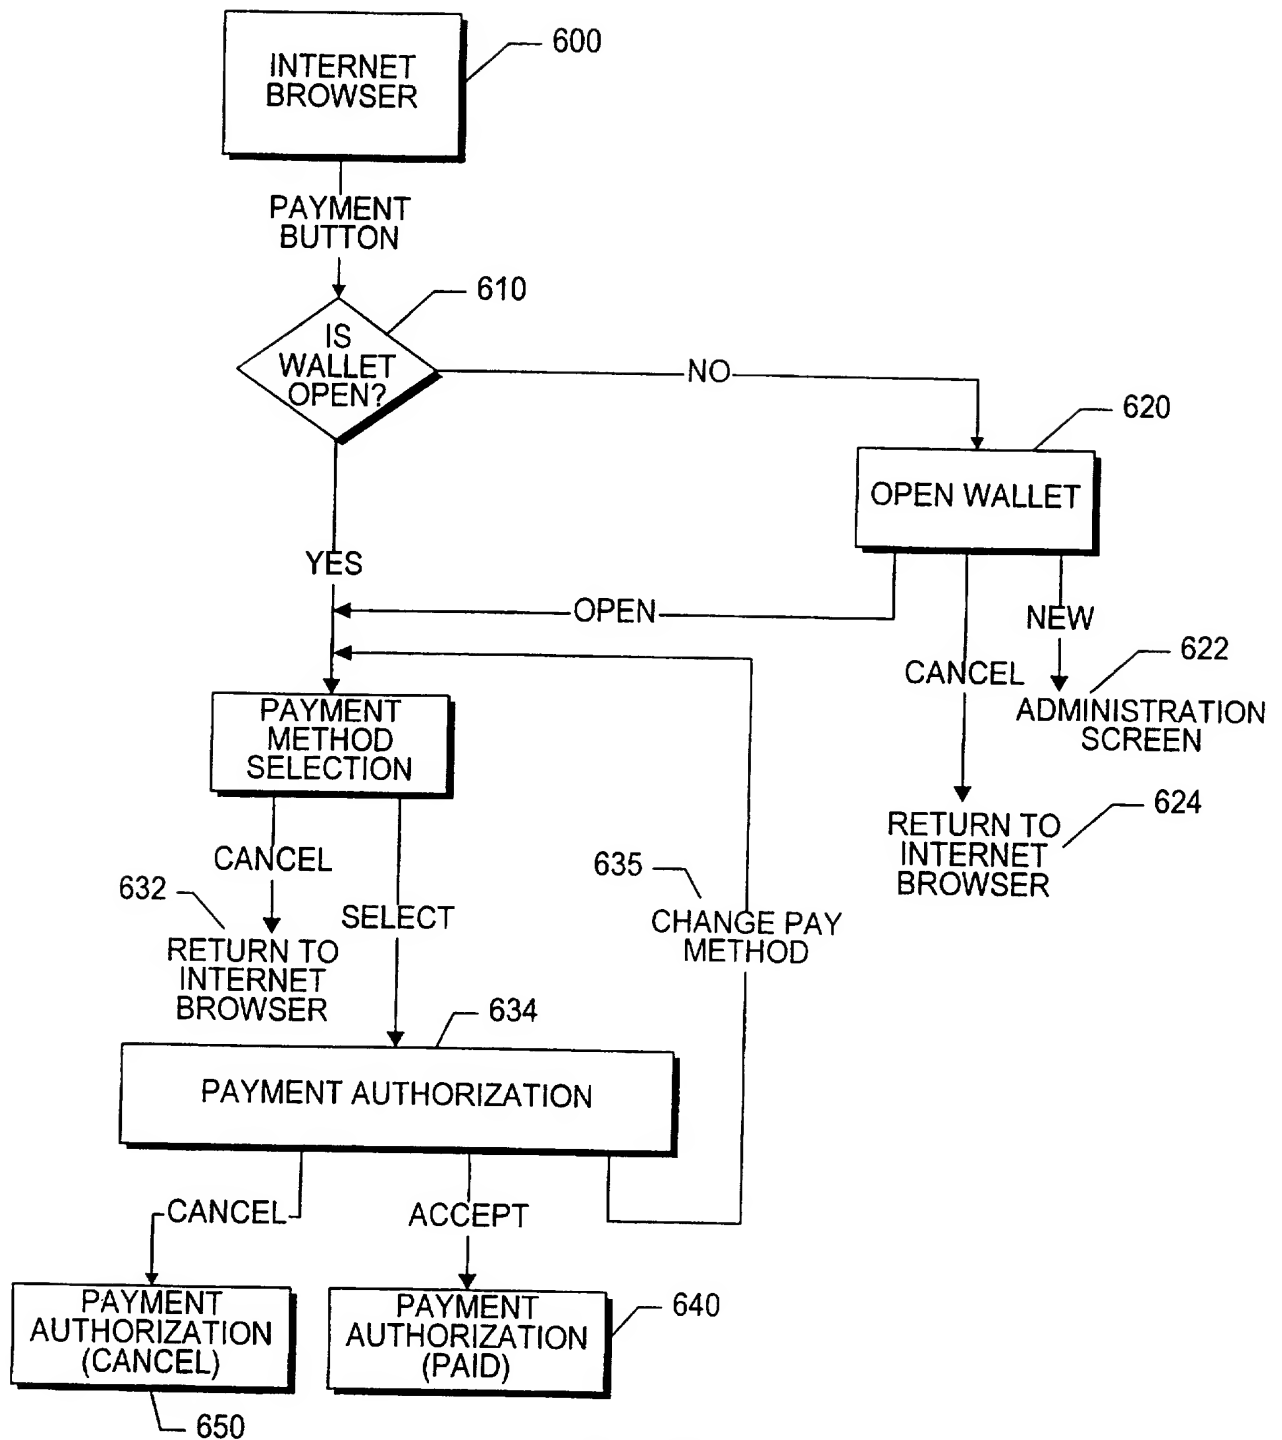 600
INTERNET
BROWSER
PAYMENT
BUTTON
610
IS
WALLET
OPEN?
NO
620
OPEN WALLET
YES
OPEN
NEW
622
CANCEL
ADMINISTRATION
SCREEN
PAYMENT
METHOD
SELECTION
624
RETURN TO
INTERNET
BROWSER
CANCEL
635
632
SELECT
CHANGE PAY
METHOD
RETURN TO
INTERNET
BROWSER
634
PAYMENT AUTHORIZATION
CANCEL
ACCEPT
PAYMENT
AUTHORIZATION
(CANCEL)
PAYMENT
AUTHORIZATION
(PAID)
640
650